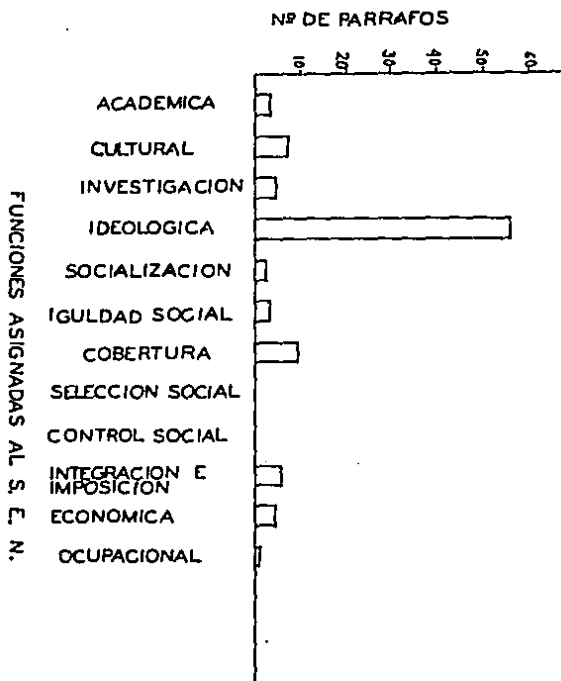 Nº DE PARRAFOS
10 20 30 40 50 60
ACADEMICA
CULTURAL
INVESTIGACION
IDEOLOGICA
SOCIALIZACION
IGULDAD SOCIAL
COBERTURA
SELECCION SOCIAL
CONTROL SOCIAL
INTEGRACION E
IMPOSICION
ECONOMICA
OCUPACIONAL
FUNCIONES ASIGNADAS AL S. E. N.